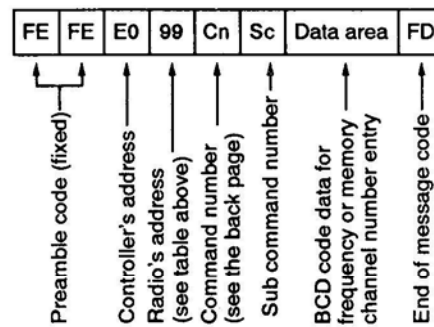 FE FE E0 99 Cn Sc Data area FD
Preamble code (fixed)
Controller's address
Radio's address
(see table above)
Command number
(see the back page)
Sub command number
BCD code data for
frequency or memory
channel number entry
End of message code